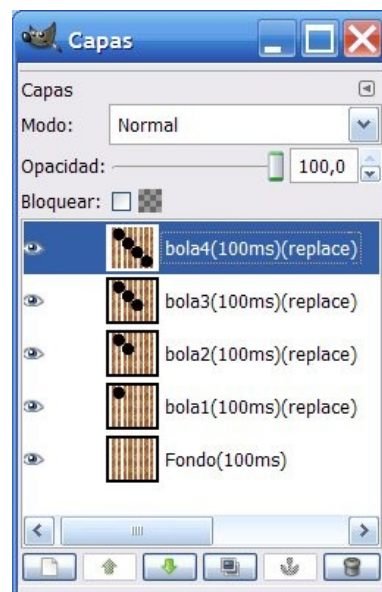 Capas
Capas
Modo: Normal
Opacidad: 100,0
Bloquear:
bola4(100ms)(replace)
bola3(100ms)(replace)
bola2(100ms)(replace)
bola1(100ms)(replace)
Fondo(100ms)